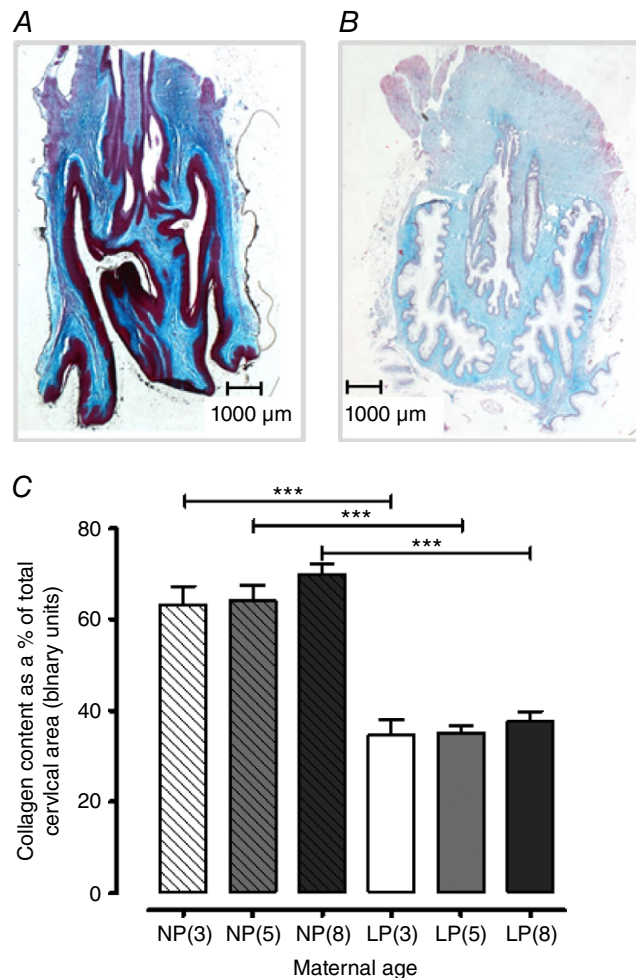 A
B
1000 µm
1000 µm
C
***
***
***
80
60
40
20
0
Collagen content as a % of total
cervical area (binary units)
NP(3) NP(5) NP(8) LP(3) LP(5) LP(8)
Maternal age